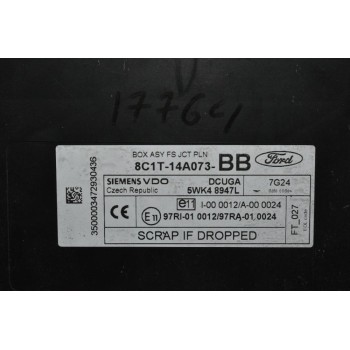 17764
BOX ASY FS JCT PLN
8C1T-14A073-BB
Ford
SIEMENS VDO
Czech Republic
DCUGA
5WK4 8947L
7G24
CE
e11 I-00 0012/A-00 0024
E11 97RI-01 0012/97RA-01 0024
SCRAP IF DROPPED
FT_027
3500003472930436